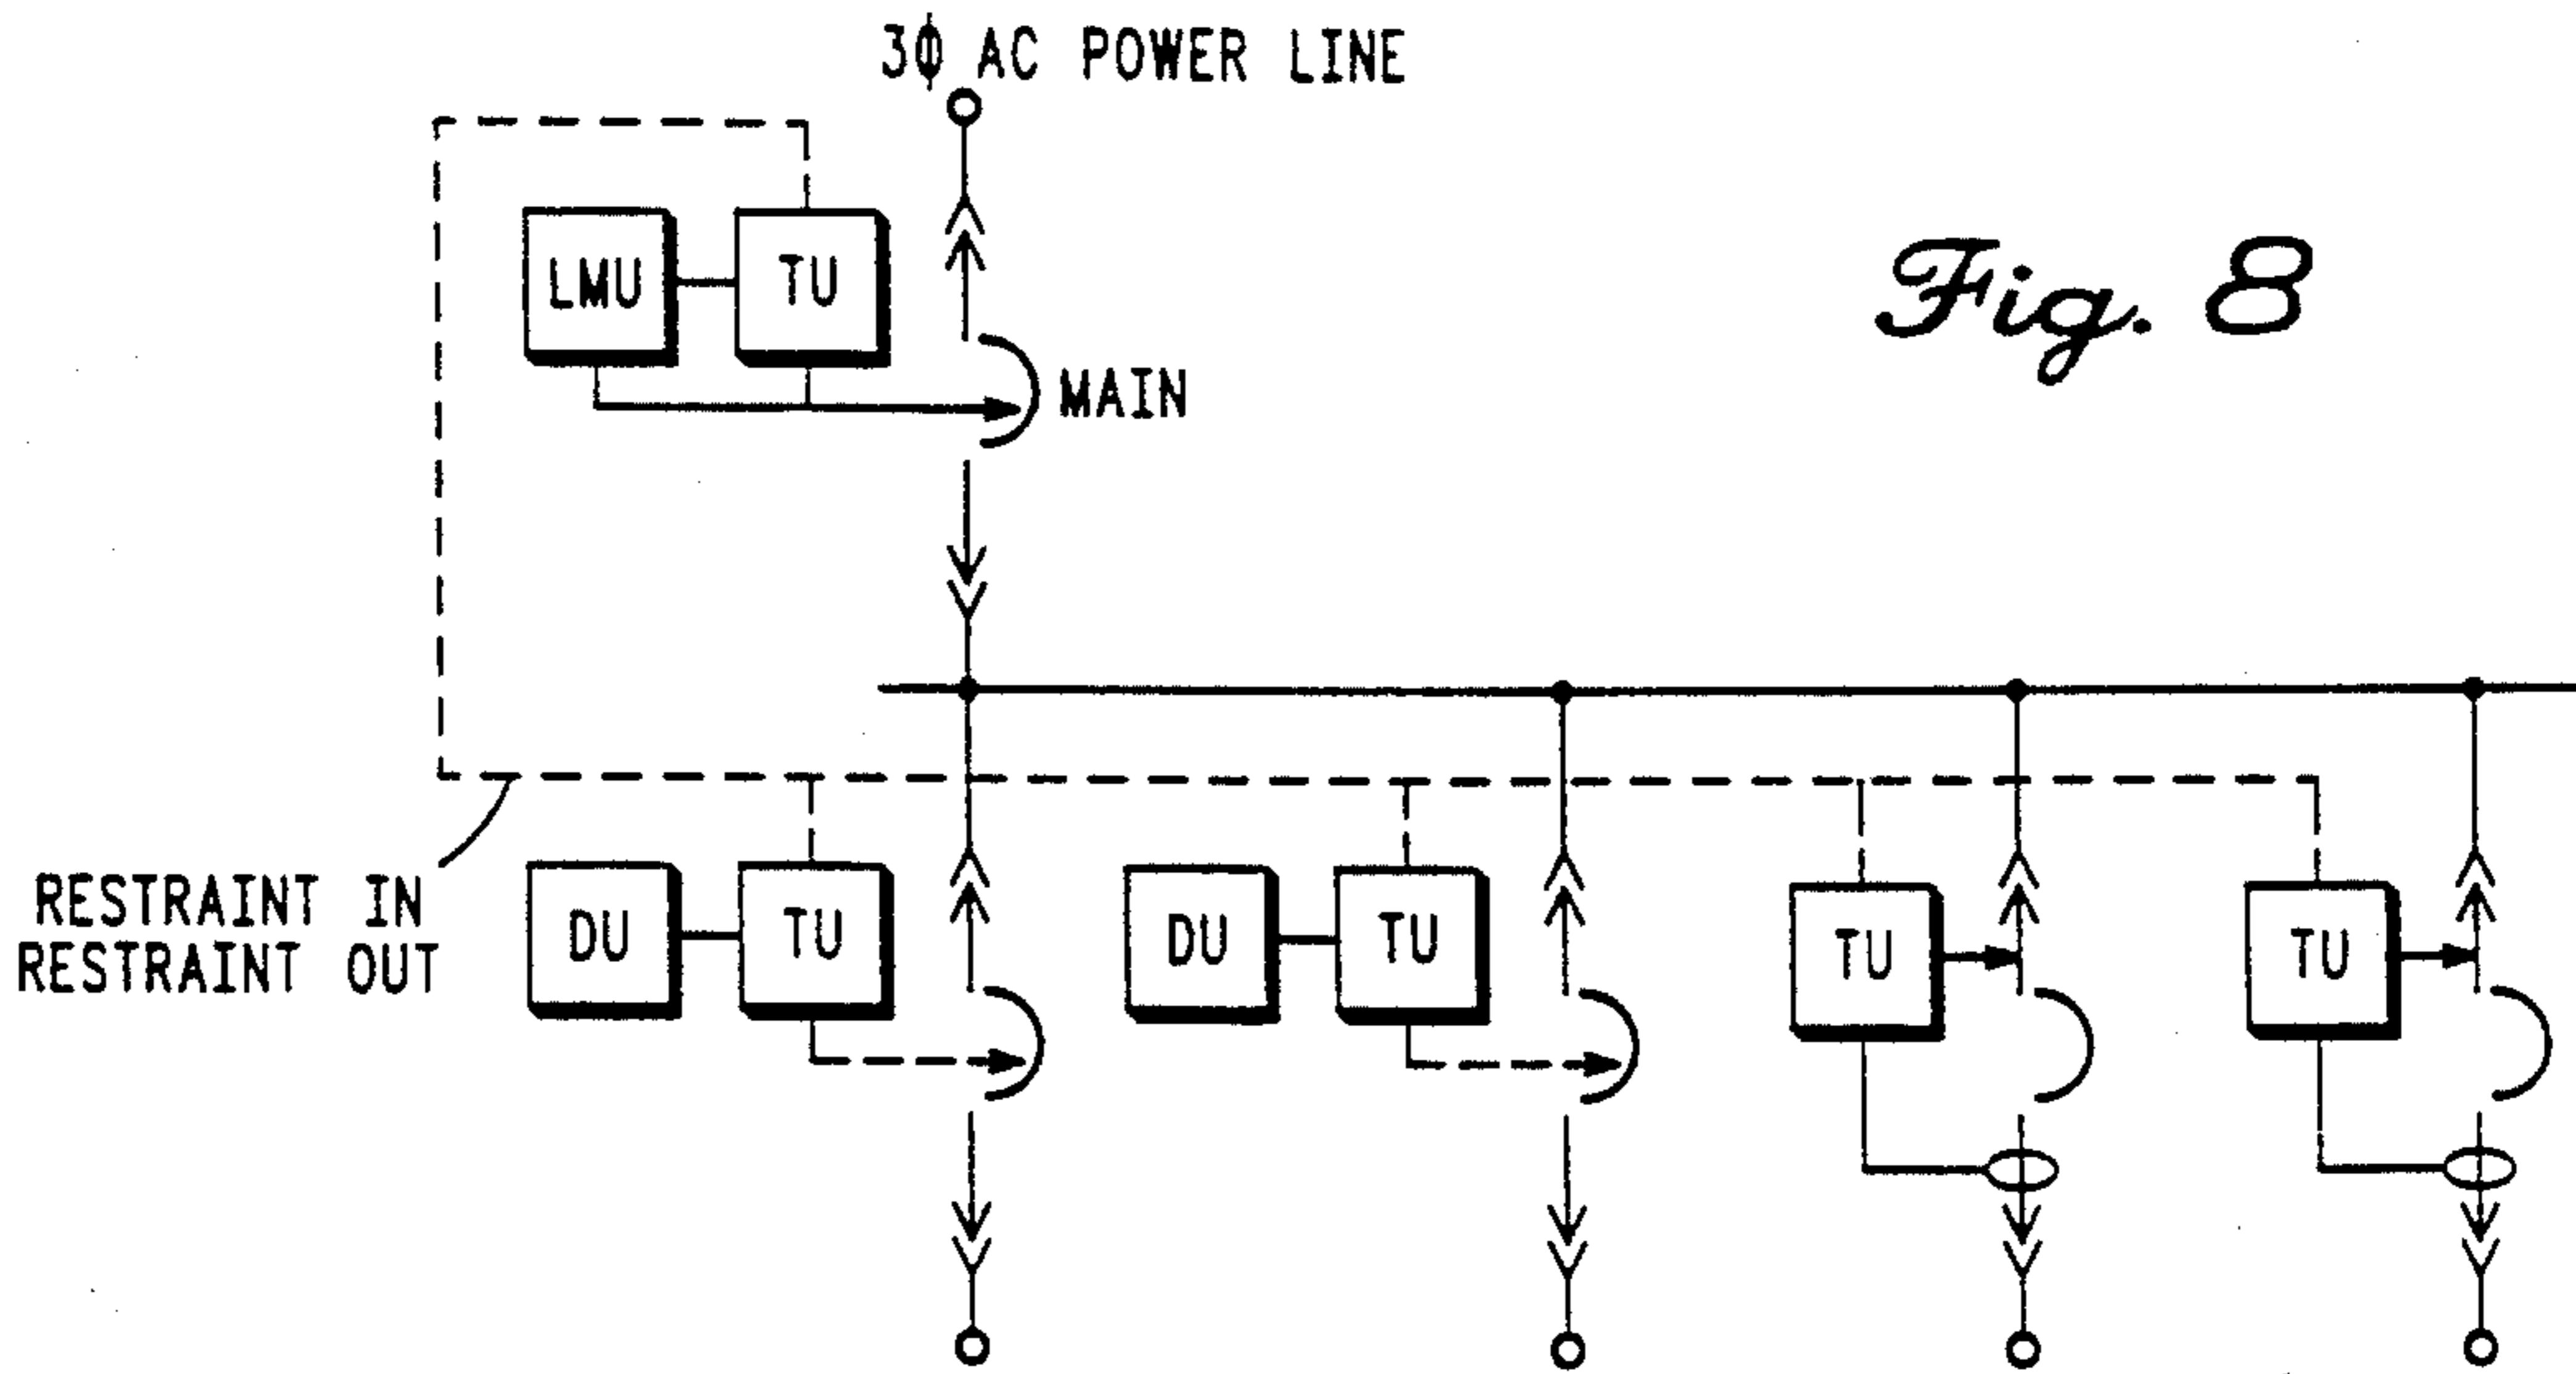 3ϕ AC POWER LINE
Fig. 8
LMU
TU
MAIN
RESTRAINT IN
RESTRAINT OUT
DU
TU
DU
TU
TU
TU